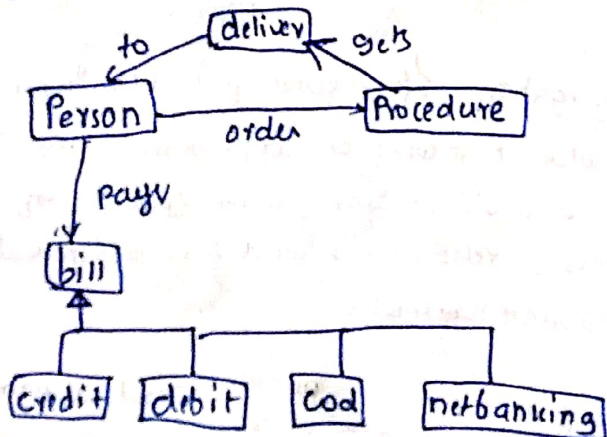 deliver
to
gets
Person
order
Procedure
pays
bill
credit
debit
cod
netbanking